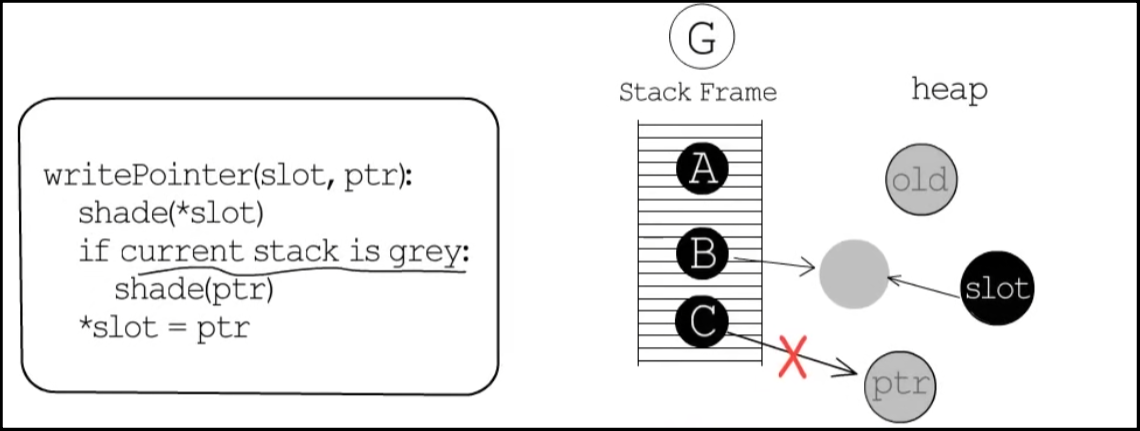 writePointer(slot, ptr):
shade(*slot)
if current stack is grey:
shade(ptr)
*slot = ptr
G
Stack Frame
heap
A
old
B
slot
C
ptr